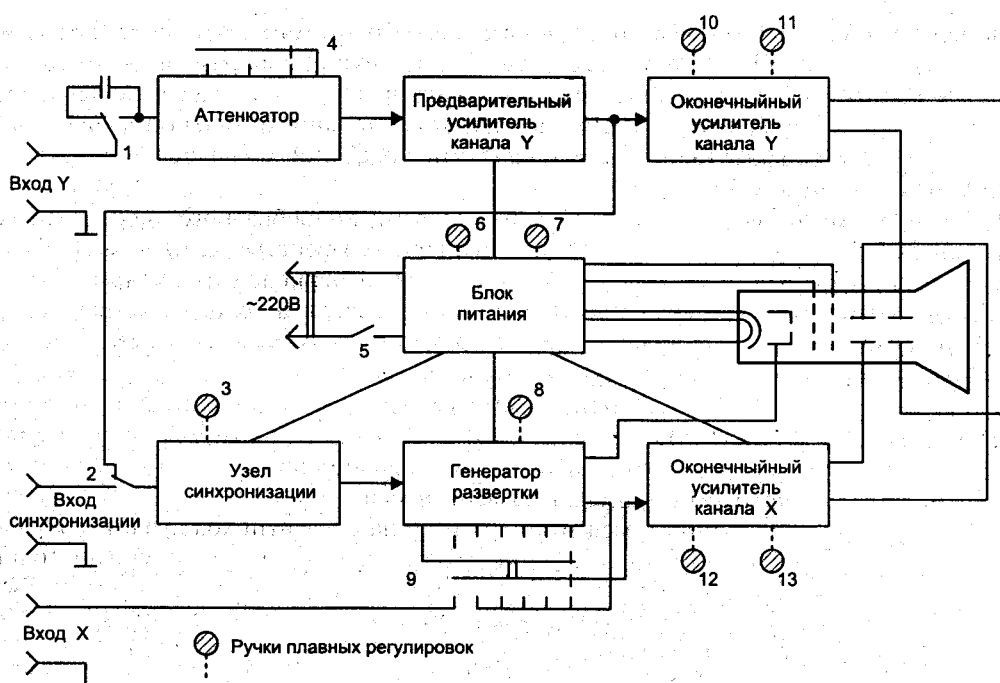 10
11
4
Аттенюатор
Предварительный
усилитель
канала Y
Оконечныйный
усилитель
канала Y
1
Вход Y
6
7
~220В
Блок
питания
5
3
8
2
Вход
синхронизации
Узел
синхронизации
Генератор
развертки
Оконечныйный
усилитель
канала X
9
12
13
Вход X
Ручки плавных регулировок